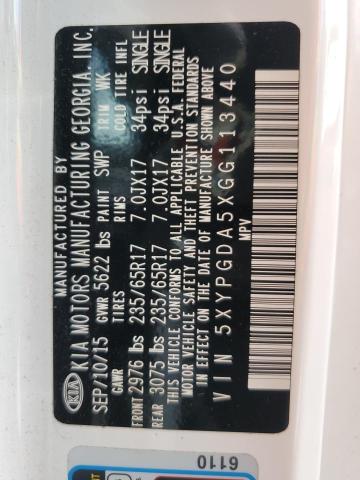 MANUFACTURED BY
KIA KIA MOTORS MANUFACTURING GEORGIA, INC.
SEP/10/15 GVWR 5622 lbs PAINT SWP TRIM WK
GAWR TIRES RIMS COLD TIRE INFL
FRONT 2976 lbs 235/65R17 7.0JX17 34psi SINGLE
REAR 3075 lbs 235/65R17 7.0JX17 34psi SINGLE
THIS VEHICLE CONFORMS TO ALL APPLICABLE U.S.A. FEDERAL
MOTOR VEHICLE SAFETY AND THEFT PREVENTION STANDARDS
IN EFFECT ON THE DATE OF MANUFACTURE SHOWN ABOVE
VIN 5XYPGDA5XGG113440
MPV
6110